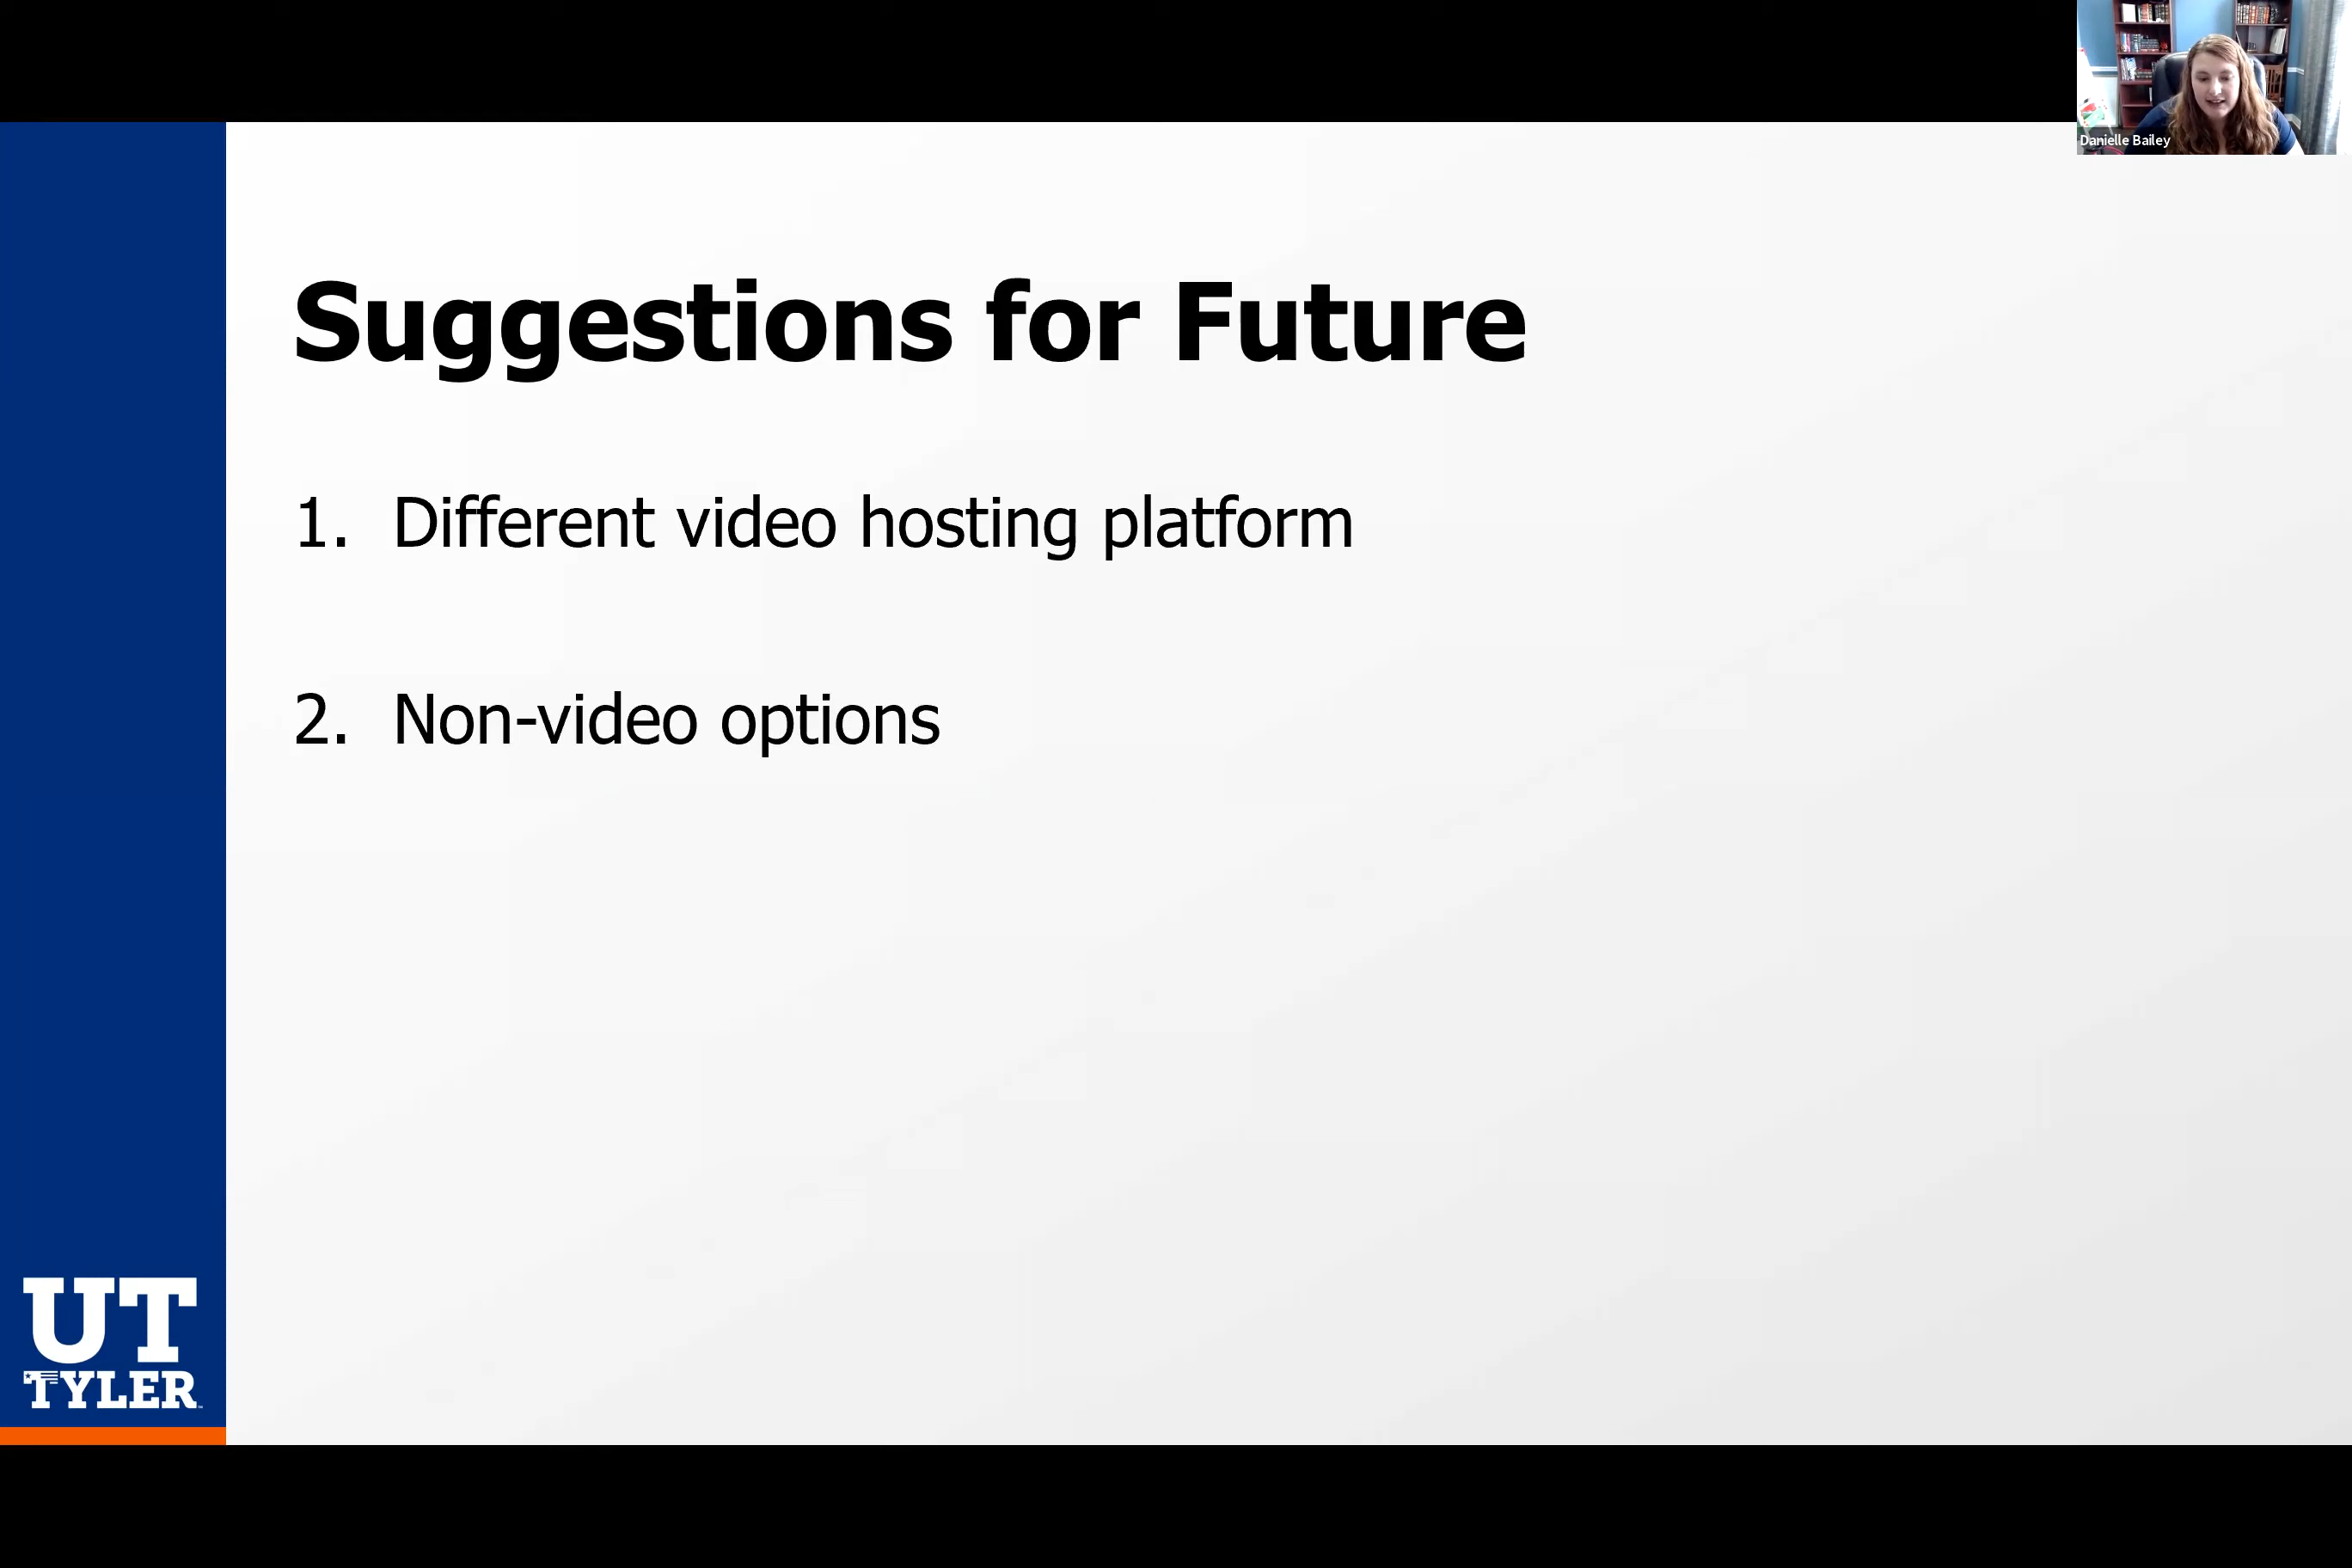 Danielle Bailey
Suggestions for Future
1. Different video hosting platform
2. Non-video options
UT
TYLER